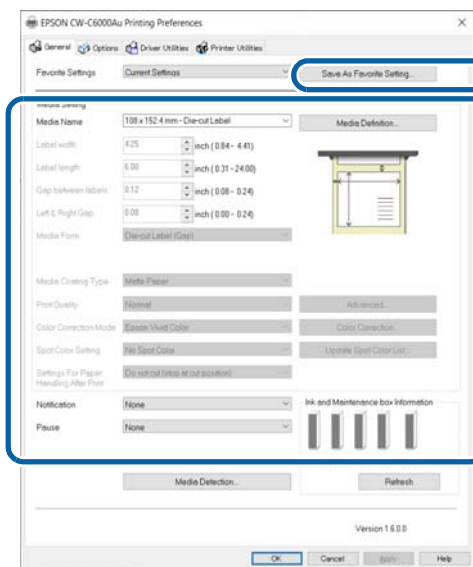 EPSON CW-C6000Au Printing Preferences
General Options Driver Utilities Printer Utilities
Favorite Settings Current Settings Save As Favorite Setting...
Media Setting
Media Name 108 x 152.4 mm - Die-cut Label Media Definition...
Label width 4.25 inch ( 0.84 - 4.41)
Label length 6.00 inch ( 0.31 - 24.00)
Gap between labels 0.12 inch ( 0.08 - 0.24)
Left & Right Gap 0.08 inch ( 0.00 - 0.24)
Media Form Die-cut Label (Gap)
Media Coating Type Matte Paper
Print Quality Normal Advanced...
Color Correction Mode Epson Vivid Color Color Correction...
Spot Color Setting No Spot Color Update Spot Color List...
Settings For Paper
Handling After Print Do not cut (stop at cut position)
Notification None Ink and Maintenance box Information
Pause None
Media Detection... Refresh
Version 1.6.0.0
OK Cancel Apply Help